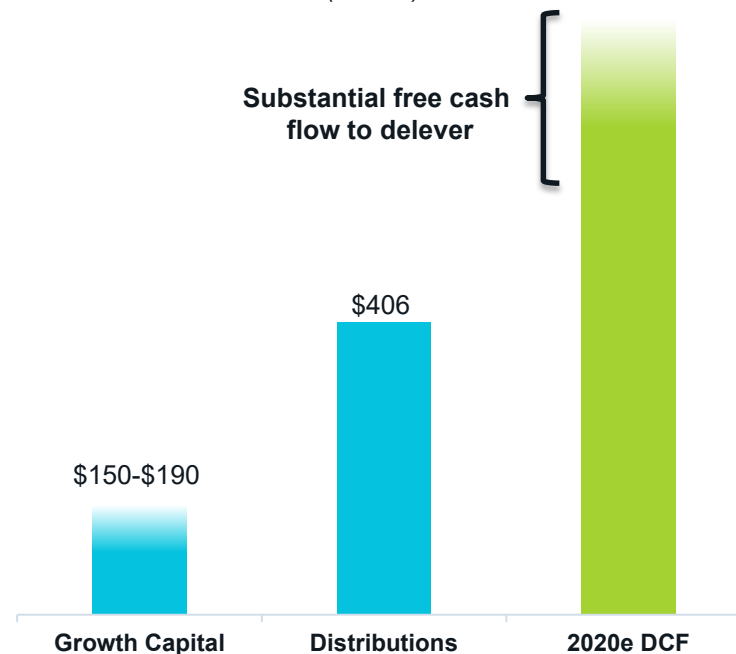 Substantial free cash
flow to delever
$406
$150-$190
Growth Capital
Distributions
2020e DCF